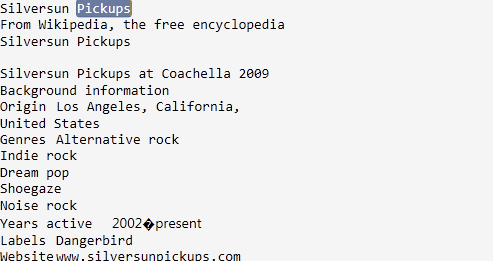 Silversun Pickups
From Wikipedia, the free encyclopedia
Silversun Pickups

Silversun Pickups at Coachella 2009
Background information
Origin Los Angeles, California,
United States
Genres Alternative rock
Indie rock
Dream pop
Shoegaze
Noise rock
Years active 2002�present
Labels Dangerbird
Website www.silversunpickups.com